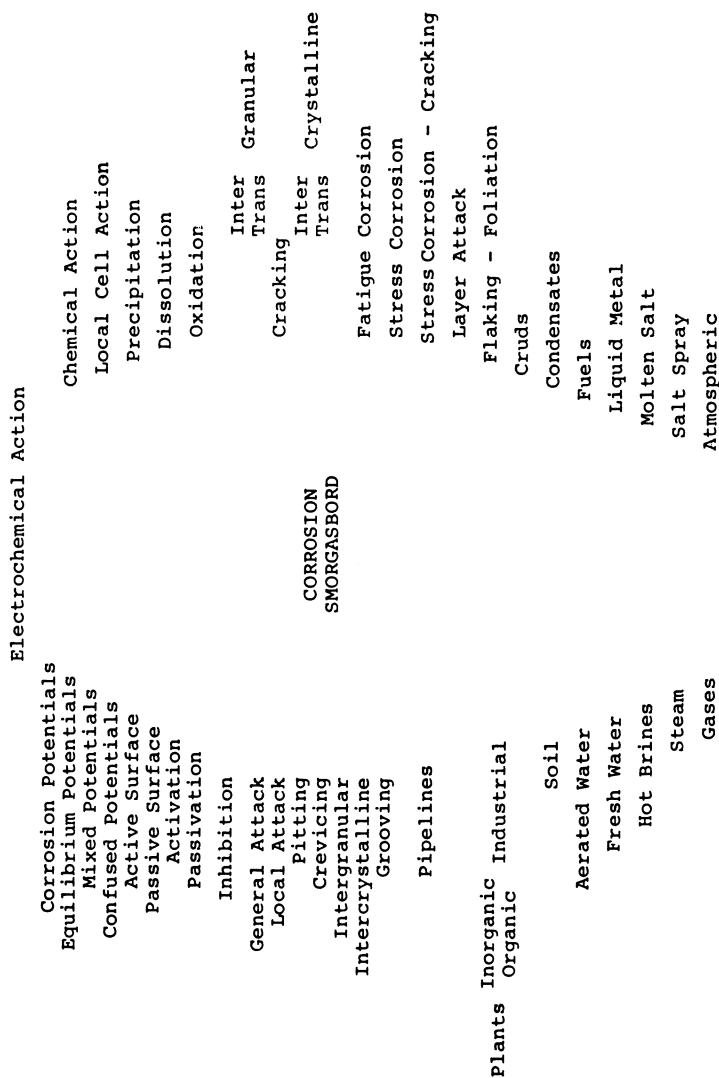 Electrochemical Action
Corrosion Potentials
Equilibrium Potentials
Mixed Potentials
Confused Potentials
Active Surface
Passive Surface
Activation
Passivation
Inhibition
General Attack
Local Attack
Pitting
Crevicing
Intergranular
Intercrystalline
Grooving
Pipelines
Plants Inorganic Industrial
Organic
Soil
Aerated Water
Fresh Water
Hot Brines
Steam
Gases
CORROSION
SMORGASBORD
Chemical Action
Local Cell Action
Precipitation
Dissolution
Oxidation
Inter Granular
Trans
Cracking
Inter Crystalline
Trans
Fatigue Corrosion
Stress Corrosion
Stress Corrosion - Cracking
Layer Attack
Flaking - Foliation
Cruds
Condensates
Fuels
Liquid Metal
Molten Salt
Salt Spray
Atmospheric